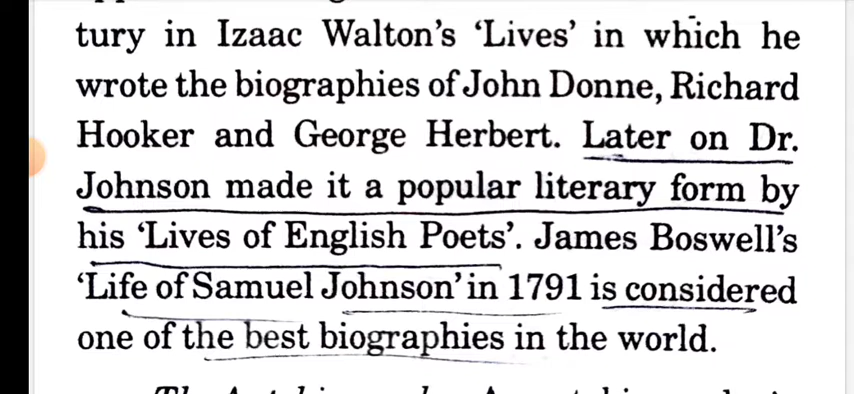 tury in Izaac Walton's 'Lives' in which he
wrote the biographies of John Donne, Richard
Hooker and George Herbert. Later on Dr.
Johnson made it a popular literary form by
his 'Lives of English Poets'. James Boswell's
'Life of Samuel Johnson' in 1791 is considered
one of the best biographies in the world.